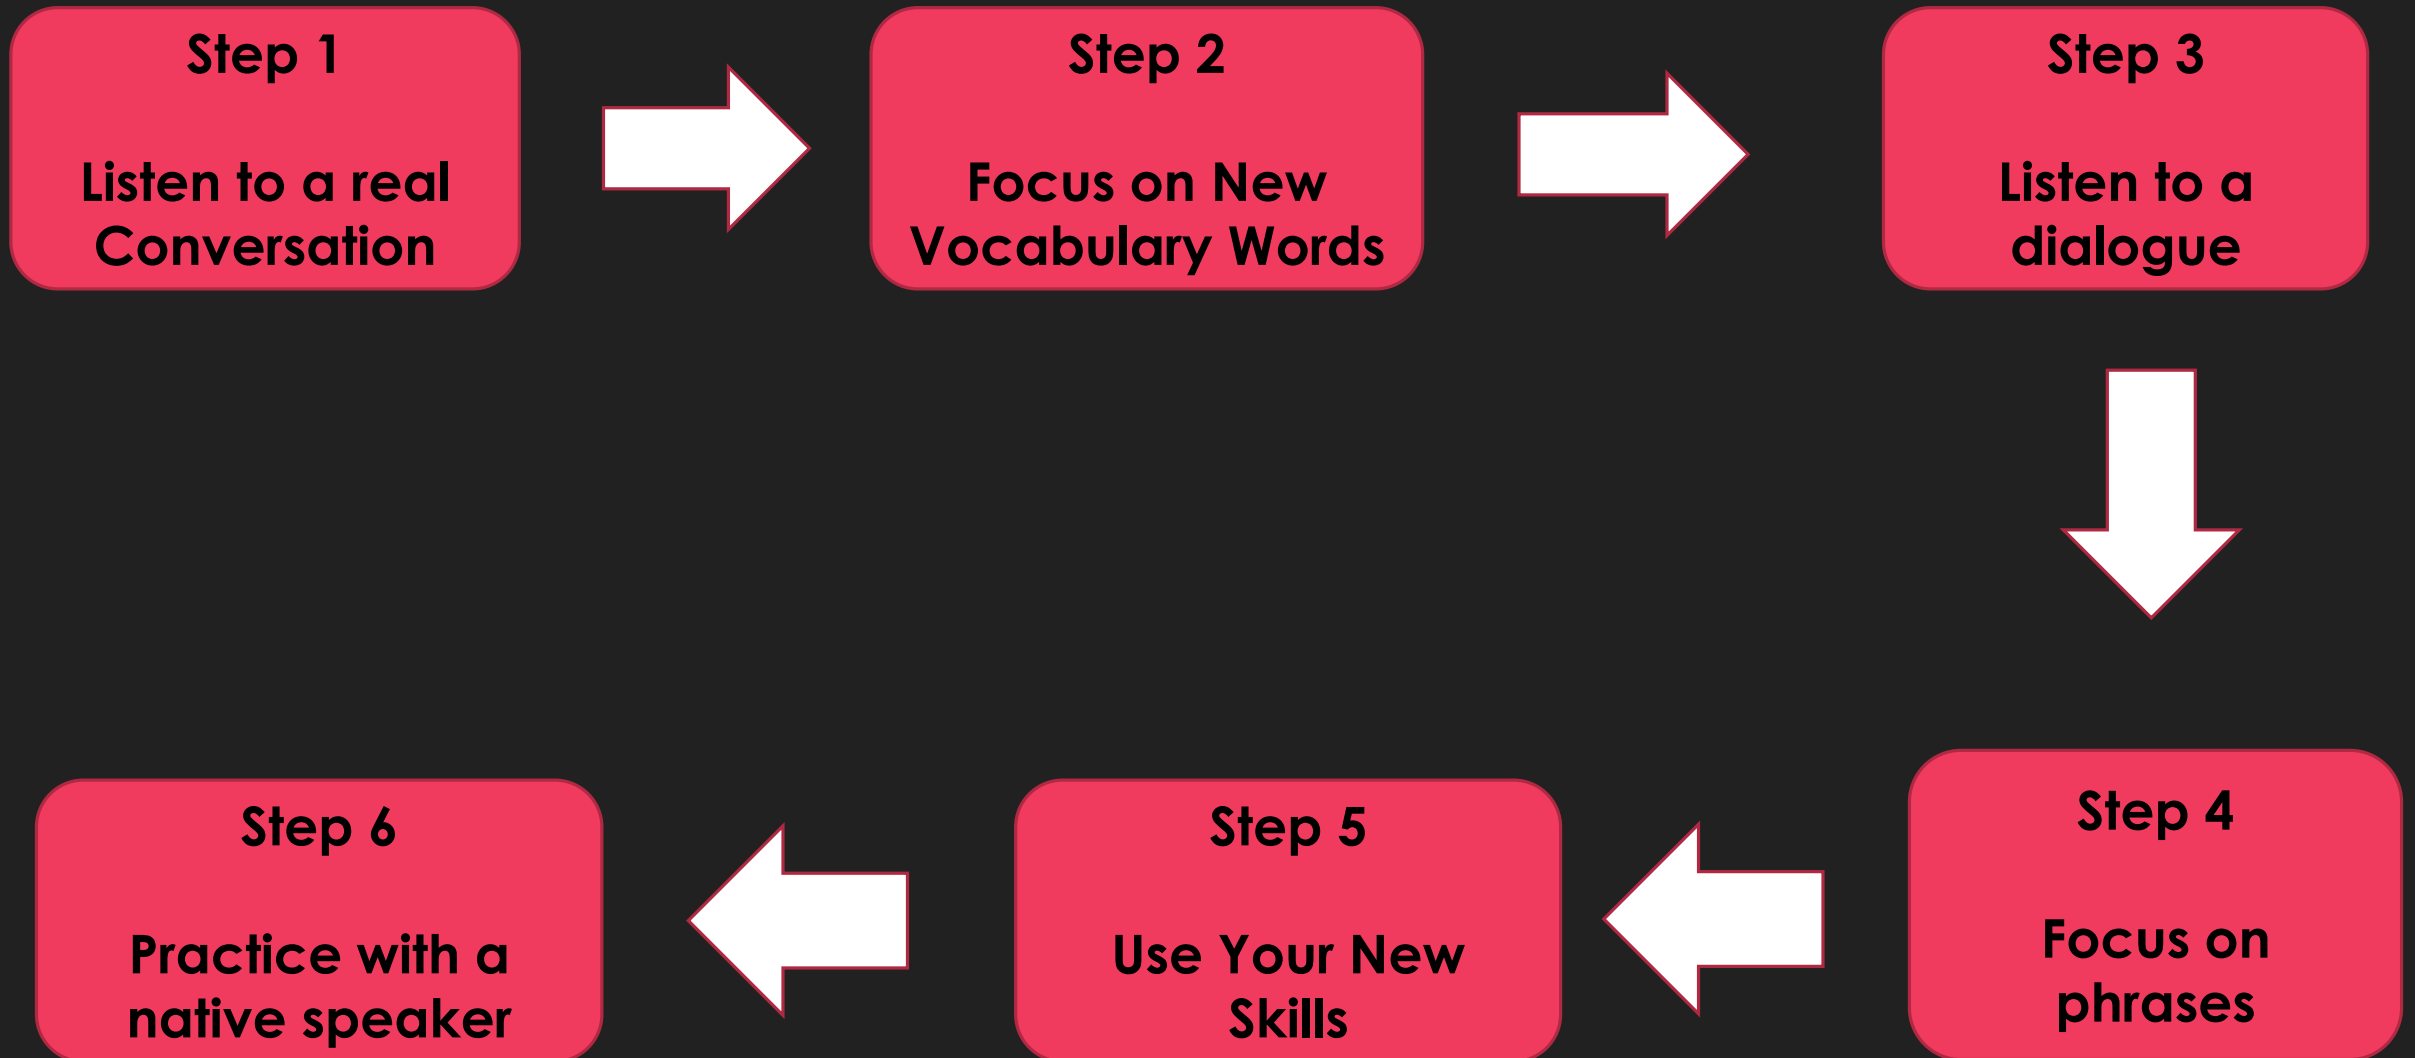 Step 1
Listen to a real
Conversation
Step 2
Focus on New
Vocabulary Words
Step 3
Listen to a
dialogue
Step 4
Focus on
phrases
Step 5
Use Your New
Skills
Step 6
Practice with a
native speaker